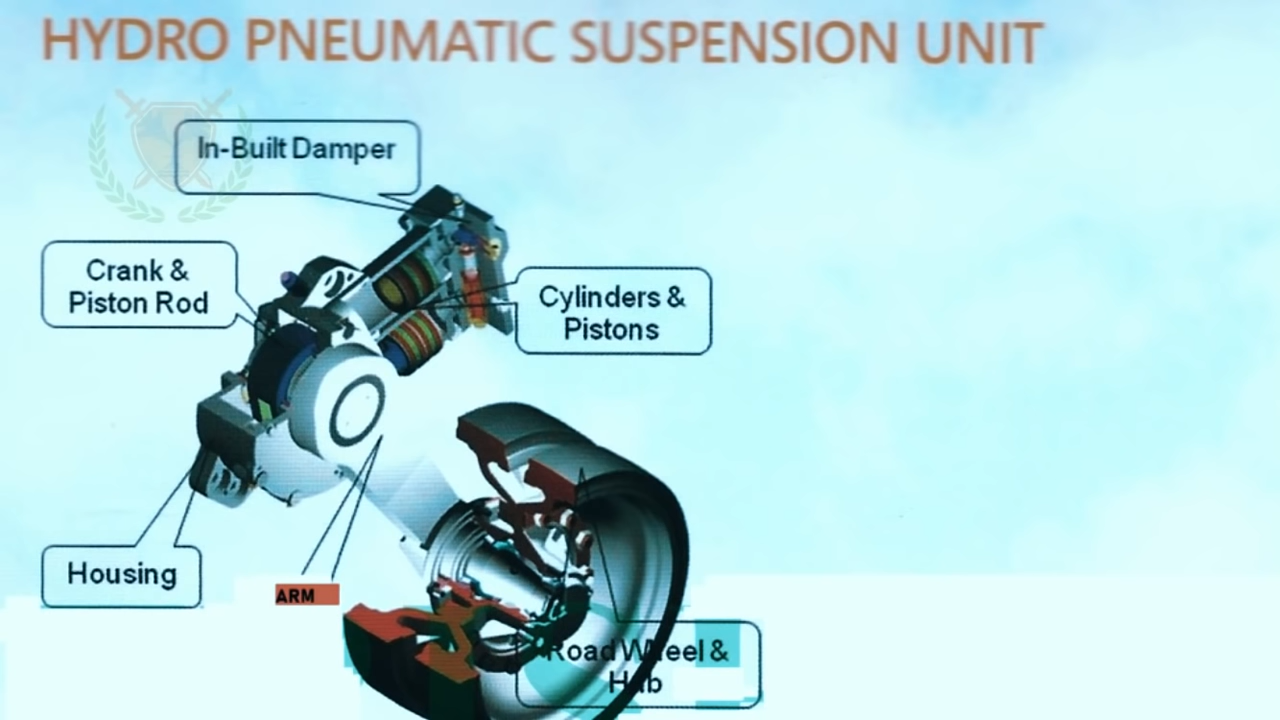 HYDRO PNEUMATIC SUSPENSION UNIT
In-Built Damper
Crank &
Piston Rod
Cylinders &
Pistons
Housing
ARM
Road Wheel &
Hub